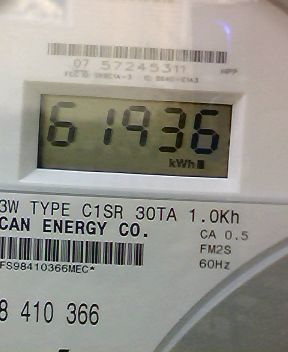 07 57245311
61936
kWh
3W TYPE C1SR 30TA 1.0Kh
CAN ENERGY CO.
CA 0.5
FM2S
FS98410366MEC*
60Hz
8 410 366